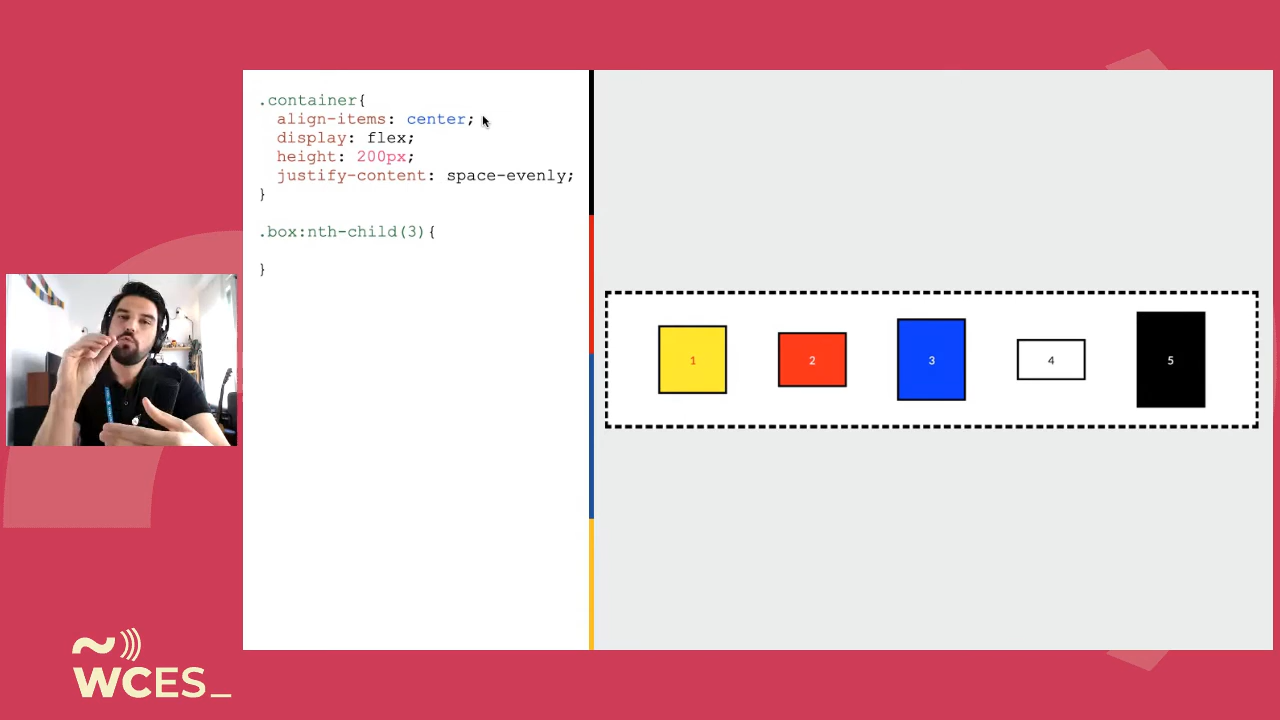 .container{
align-items: center;
display: flex;
height: 200px;
justify-content: space-evenly;
}
.box:nth-child(3){
}
1 2 3 4 5
~
WCES_